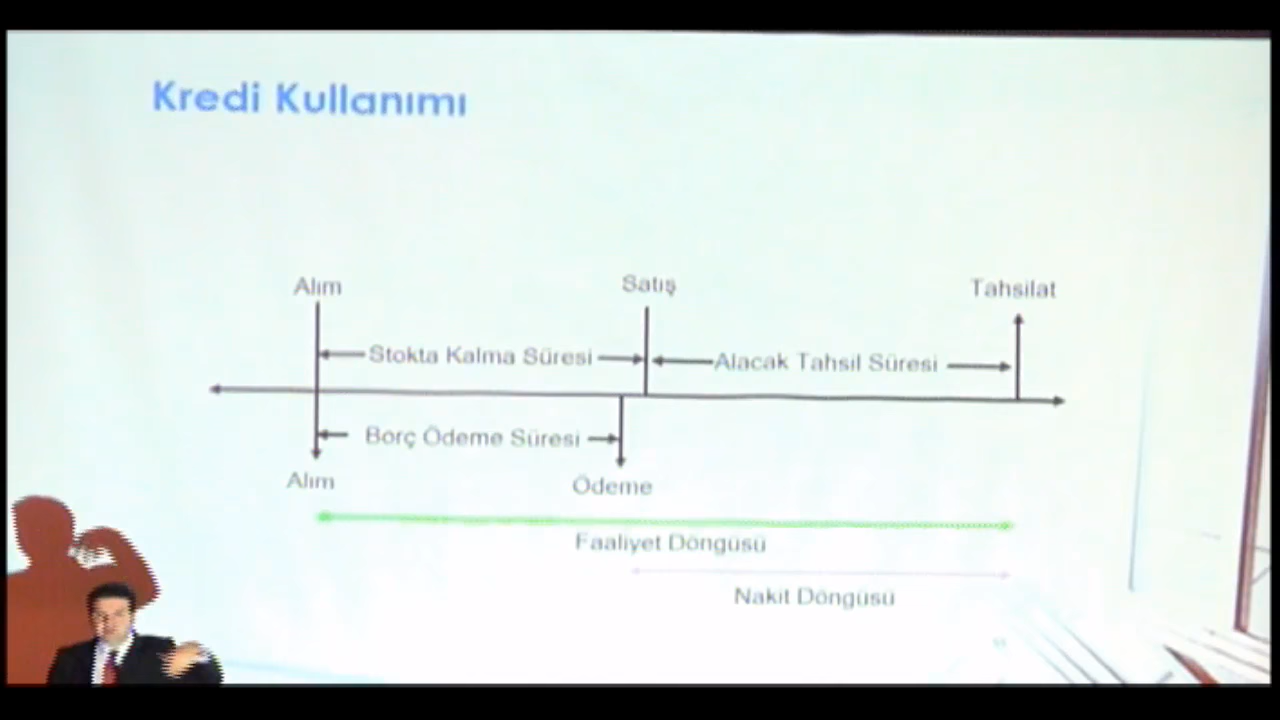 Kredi Kullanımı
Alım Satış Tahsilat
Stokta Kalma Süresi Alacak Tahsil Süresi
Borç Ödeme Süresi
Alım Ödeme
Faaliyet Döngüsü
Nakit Döngüsü